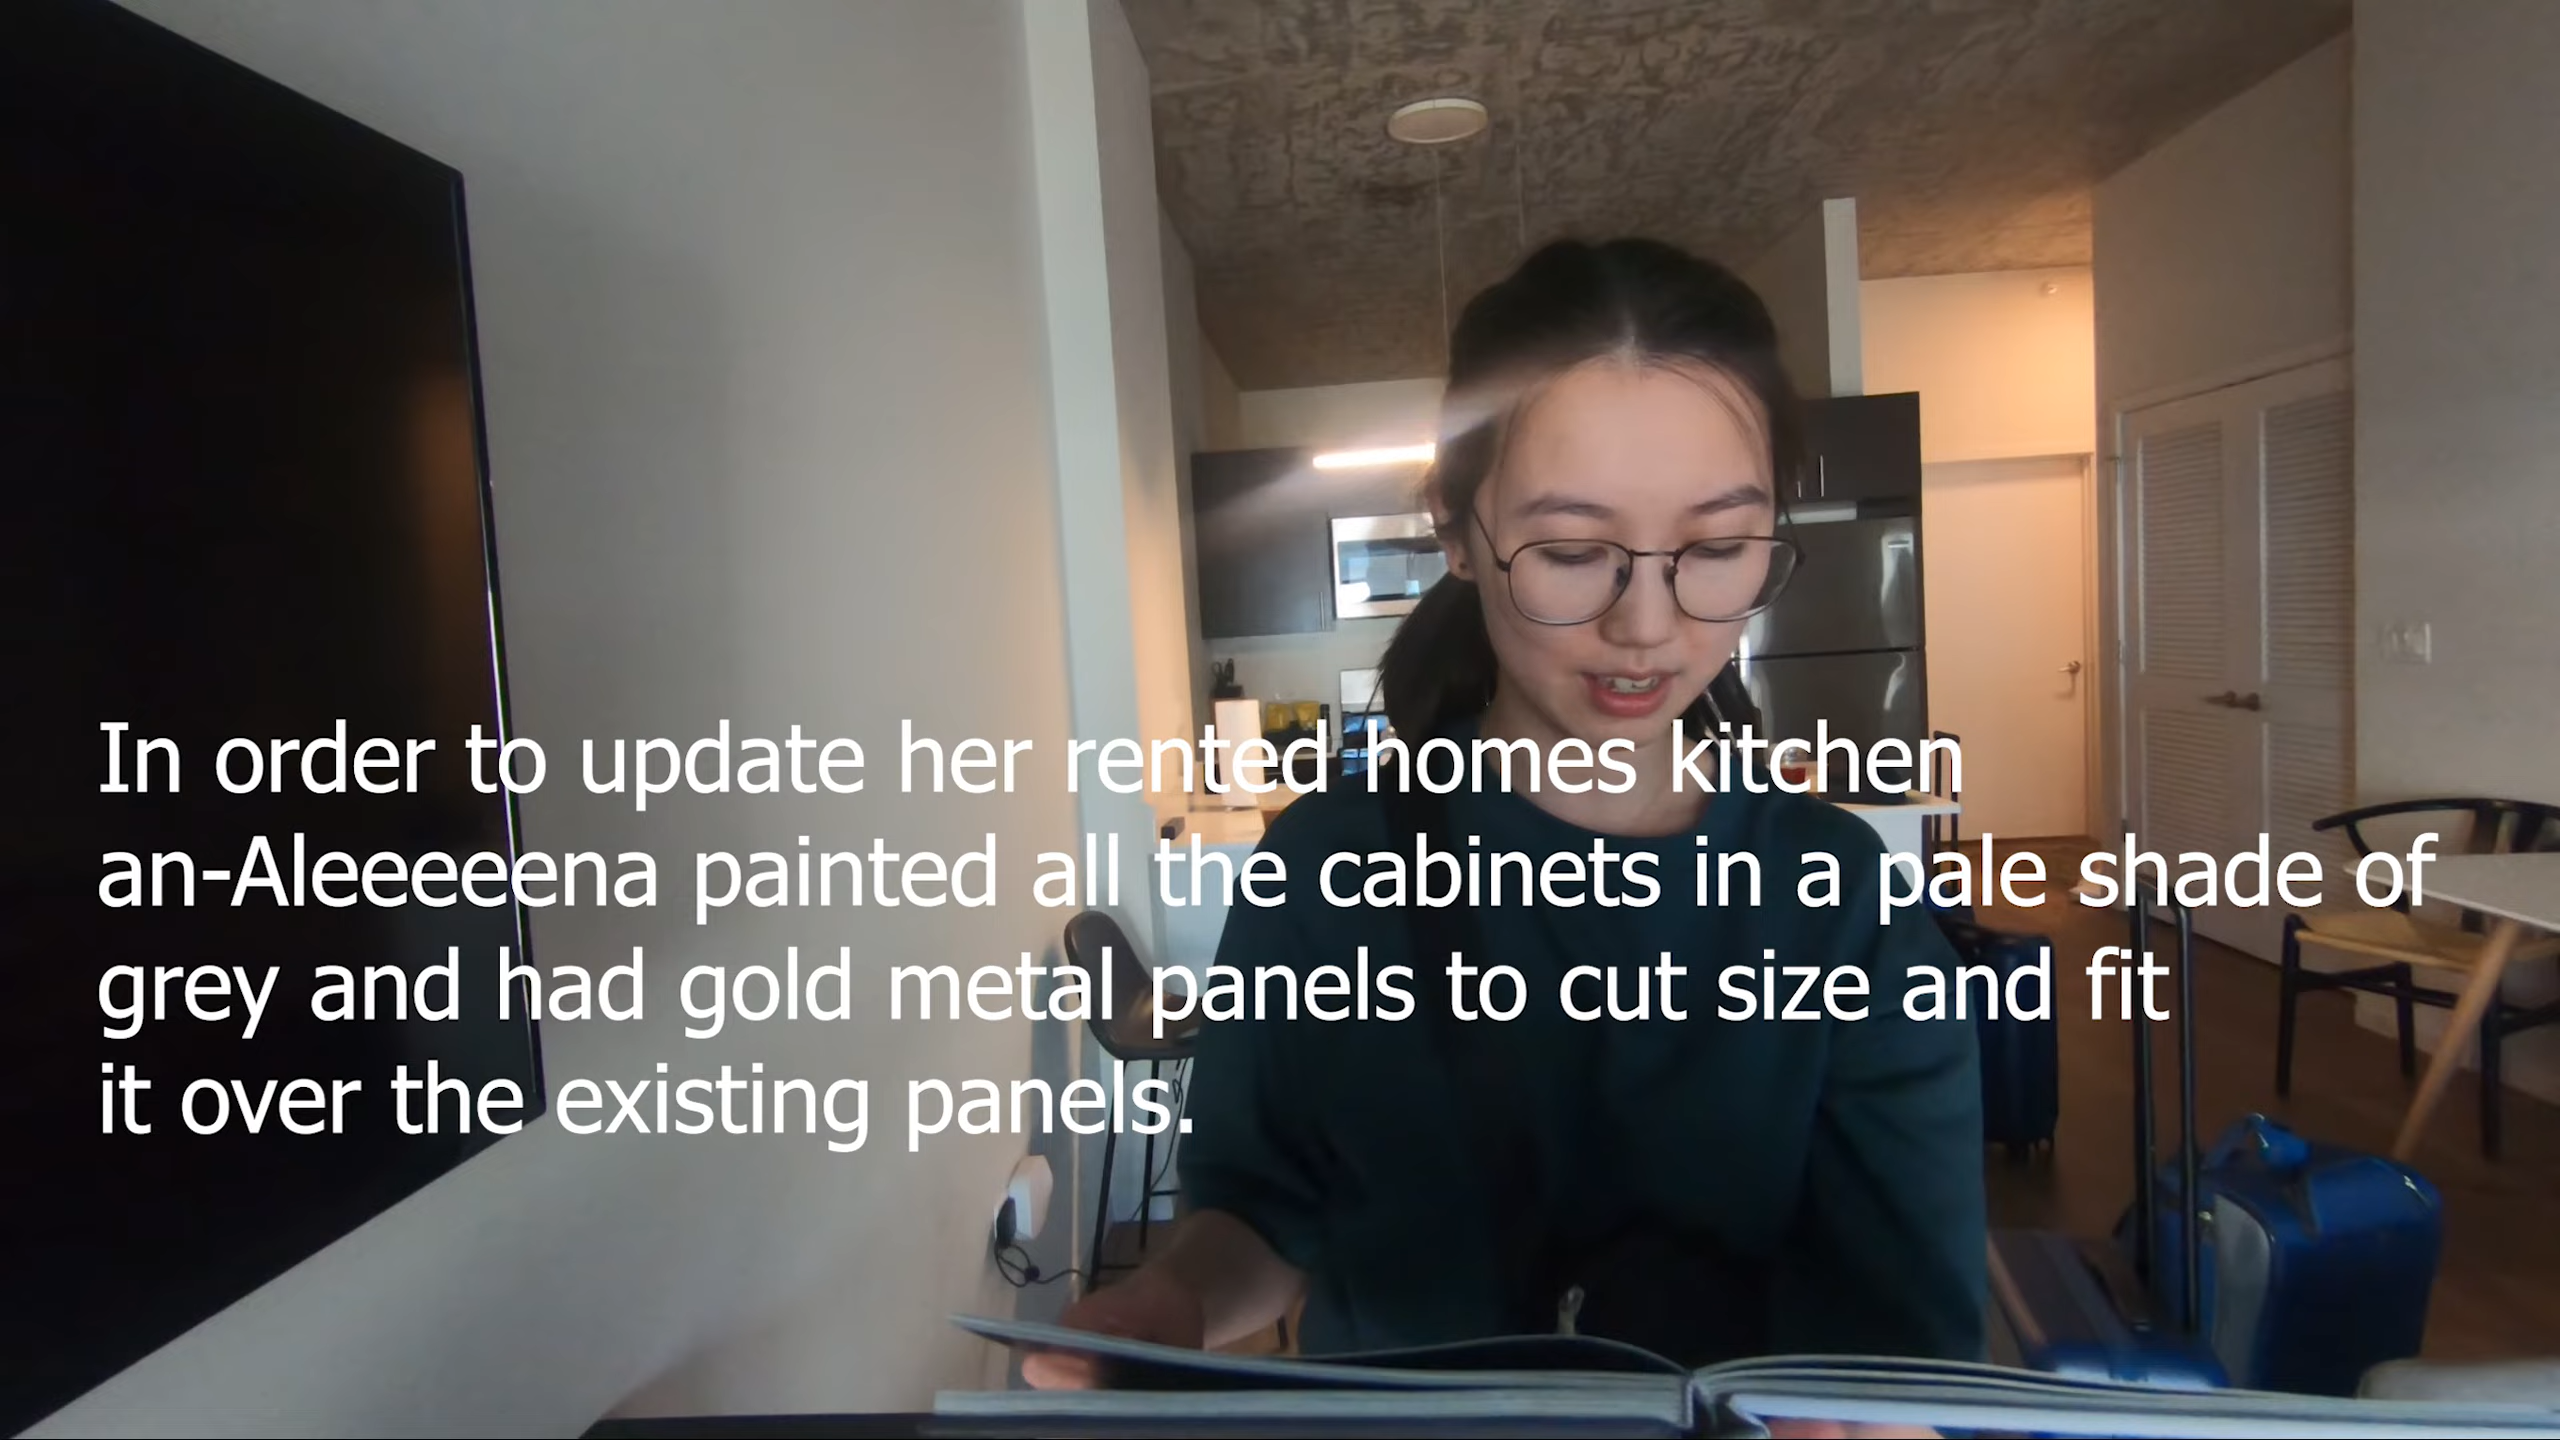 In order to update her rented homes kitchen
an-Aleeeeena painted all the cabinets in a pale shade of
grey and had gold metal panels to cut size and fit
it over the existing panels.